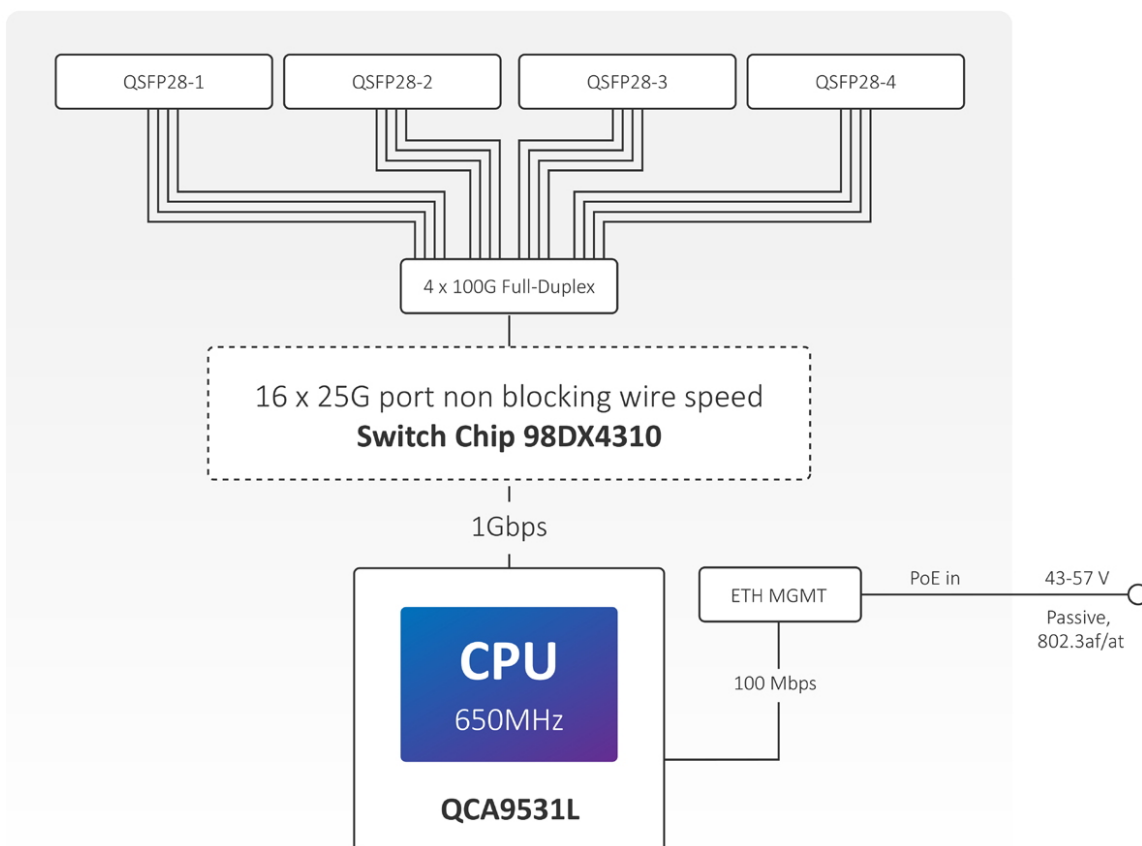 QSFP28-1
QSFP28-2
QSFP28-3
QSFP28-4
4 x 100G Full-Duplex
16 x 25G port non blocking wire speed
Switch Chip 98DX4310
1Gbps
ETH MGMT
PoE in
43-57 V
Passive,
802.3af/at
100 Mbps
CPU
650MHz
QCA9531L